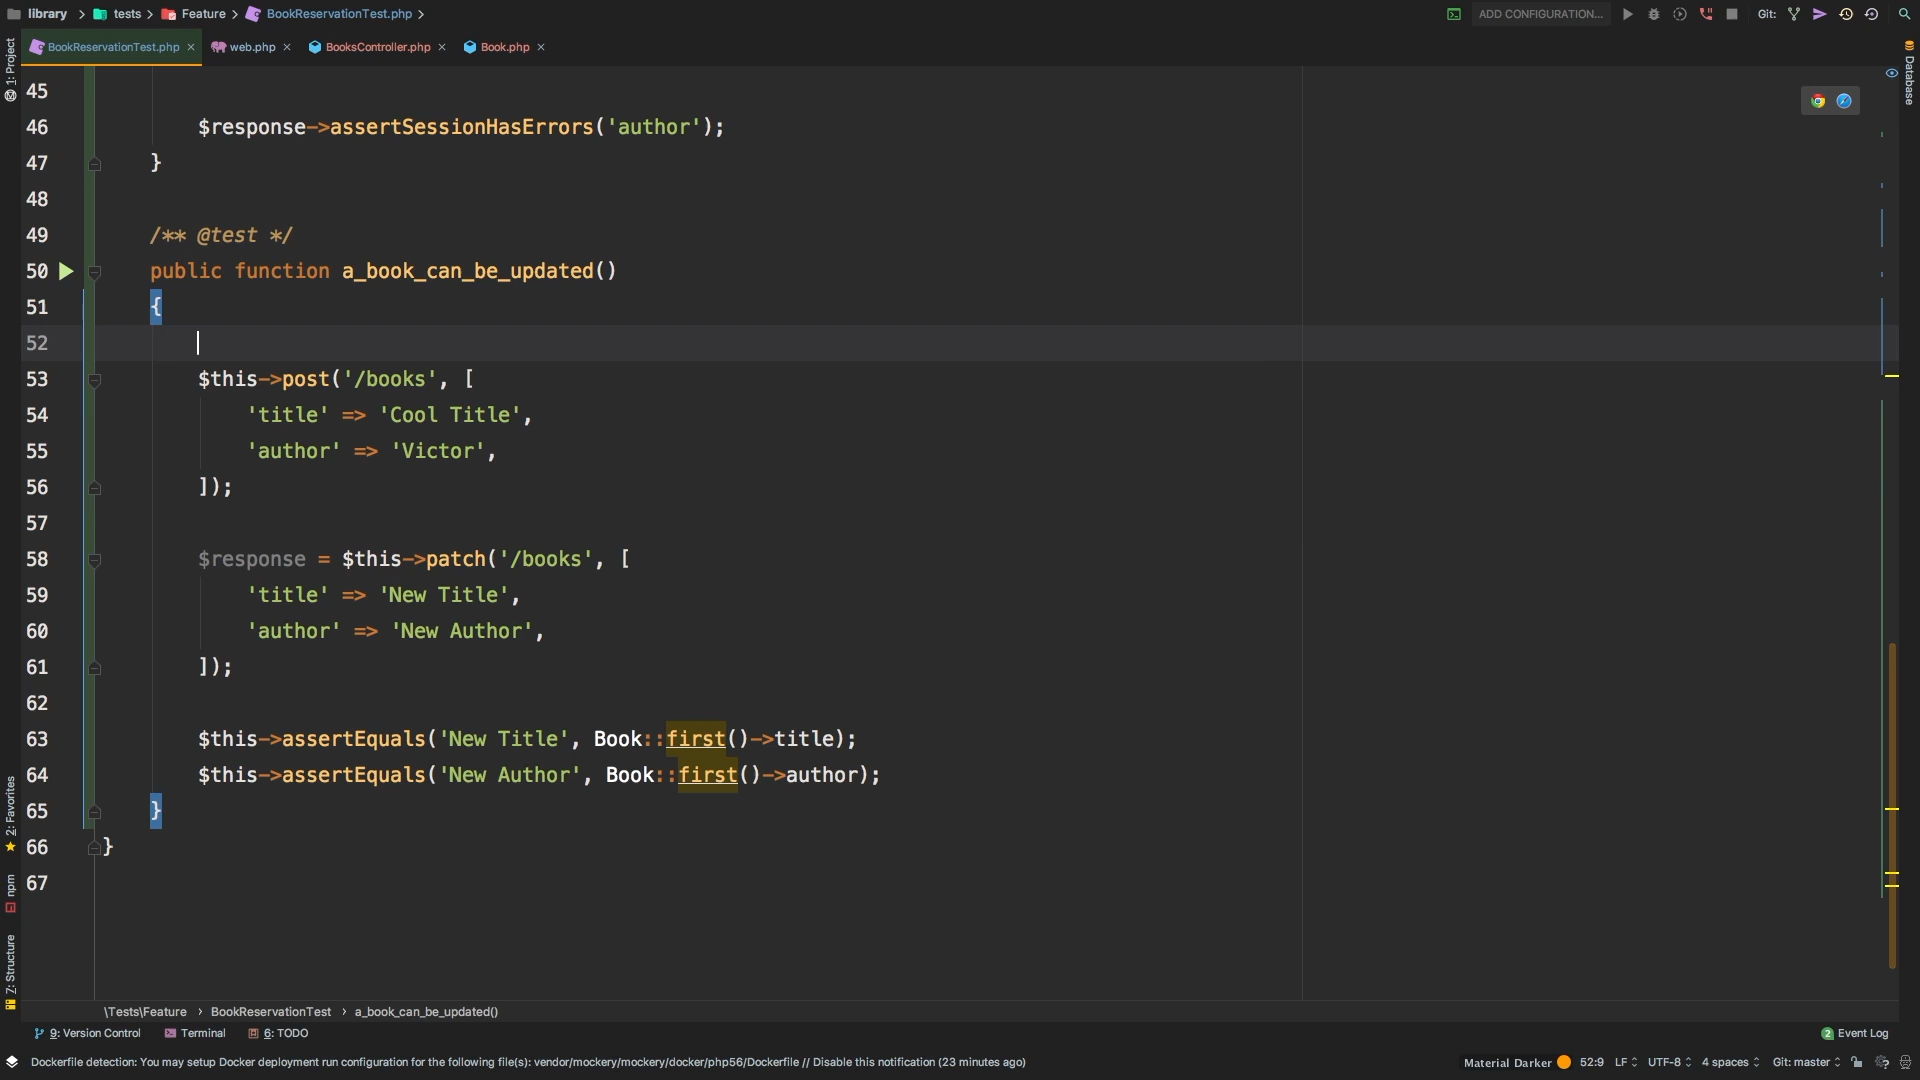 library > tests > Feature > BookReservationTest.php >
ADD CONFIGURATION...
Git:
BookReservationTest.php
web.php
BooksController.php
Book.php
1: Project
Database
45
46 $response->assertSessionHasErrors('author');
47 }
48
49 /** @test */
50 public function a_book_can_be_updated()
51 {
52
53 $this->post('/books', [
54 'title' => 'Cool Title',
55 'author' => 'Victor',
56 ]);
57
58 $response = $this->patch('/books', [
59 'title' => 'New Title',
60 'author' => 'New Author',
61 ]);
62
63 $this->assertEquals('New Title', Book::first()->title);
64 $this->assertEquals('New Author', Book::first()->author);
65 }
66 }
67
2: Favorites
npm
7: Structure
\Tests\Feature > BookReservationTest > a_book_can_be_updated()
9: Version Control
Terminal
6: TODO
2 Event Log
Dockerfile detection: You may setup Docker deployment run configuration for the following file(s): vendor/mockery/mockery/docker/php56/Dockerfile // Disable this notification (23 minutes ago)
Material Darker
52:9
LF
UTF-8
4 spaces
Git: master